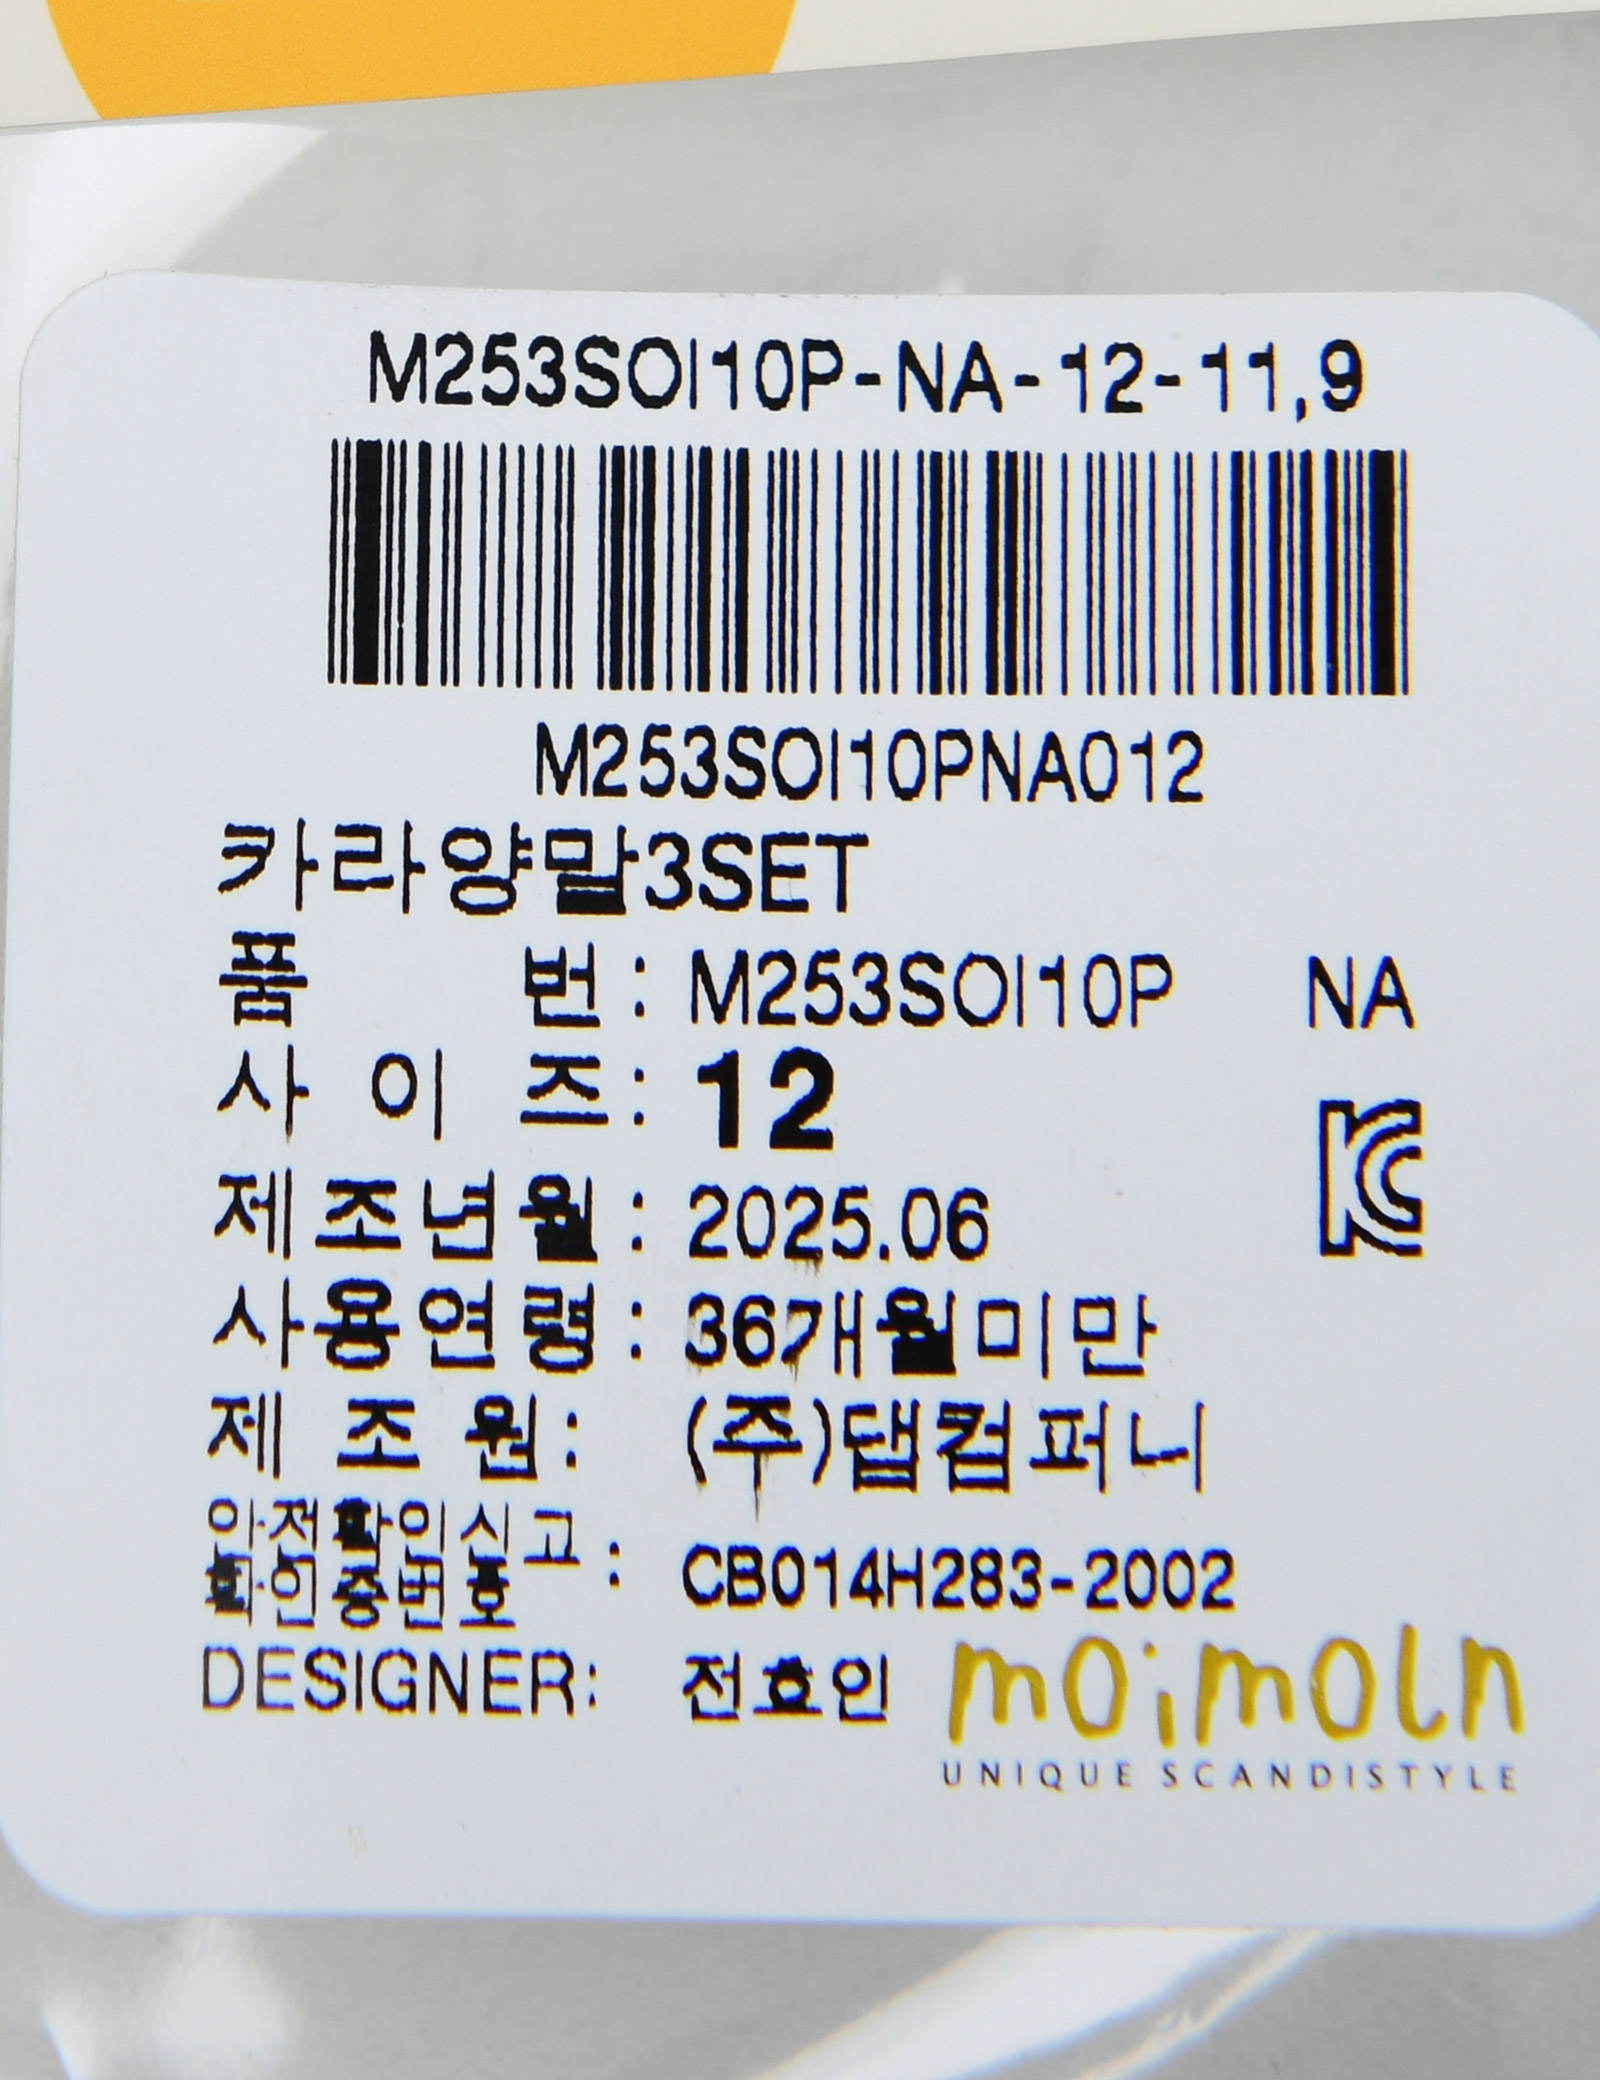 M253SOI10P-NA-12-11,9
M253SOI10PNA012
카라양말3SET
품 번 : M253SOI10P NA
사 이 즈 : 12
제조년월 : 2025.06
사용연령 : 36개월미만
제 조 원 : (주)댑컴퍼니
안전확인신고
확인증번호 : CB014H283-2002
DESIGNER: 전효인
moimoln
UNIQUE SCANDISTYLE